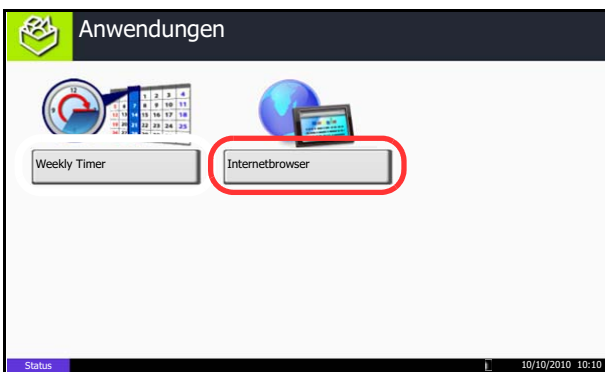 Anwendungen
Weekly Timer
Internetbrowser
Status
10/10/2010 10:10